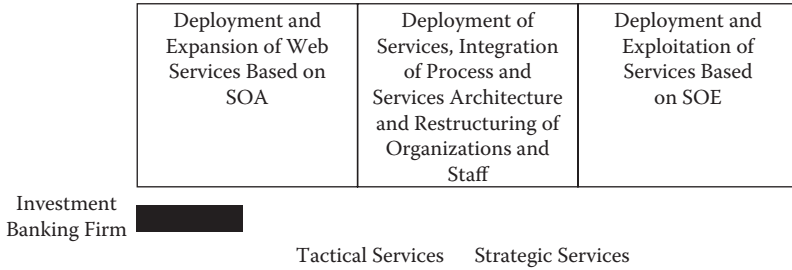 Deployment and
Expansion of Web
Services Based on
SOA
Deployment of
Services, Integration
of Process and
Services Architecture
and Restructuring of
Organizations and
Staff
Deployment and
Exploitation of
Services Based
on SOE
Investment
Banking Firm
Tactical Services Strategic Services